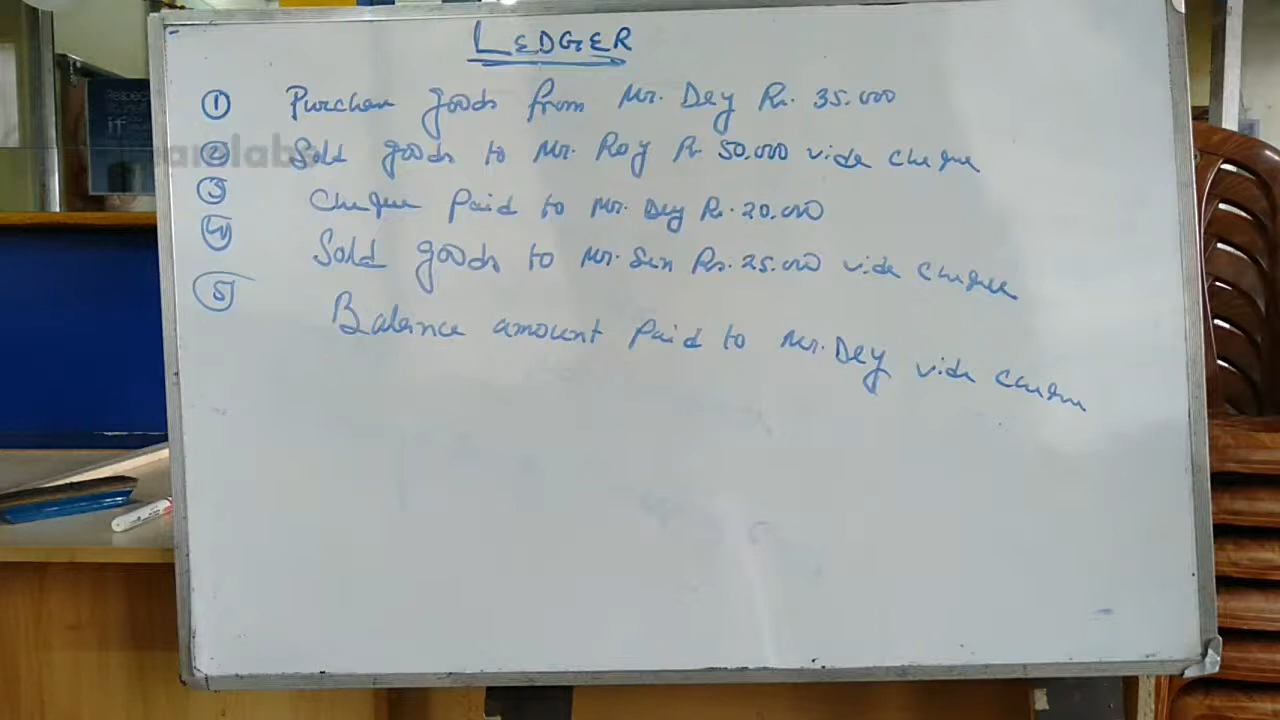 LEDGER
① Purchase goods from Mr. Dey Rs. 35.000
② Sold goods to Mr. Roy Rs 50.000 vide cheque
③ Cheque Paid to Mr. Dey Rs. 20.000
④ Sold goods to Mr. Sen Rs. 25.000 vide cheque
⑤ Balance amount Paid to Mr. Dey vide cheque
Respect
if